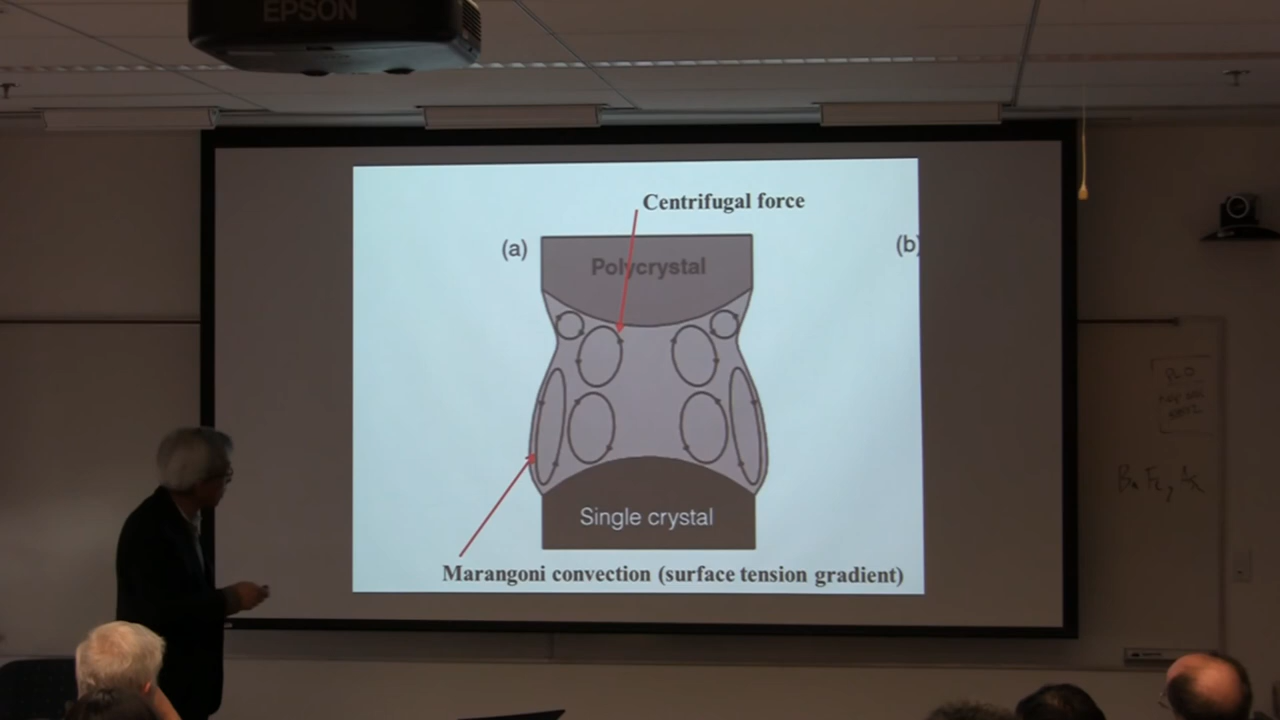 EPSON
Centrifugal force
(a)
(b)
Polycrystal
Single crystal
Marangoni convection (surface tension gradient)